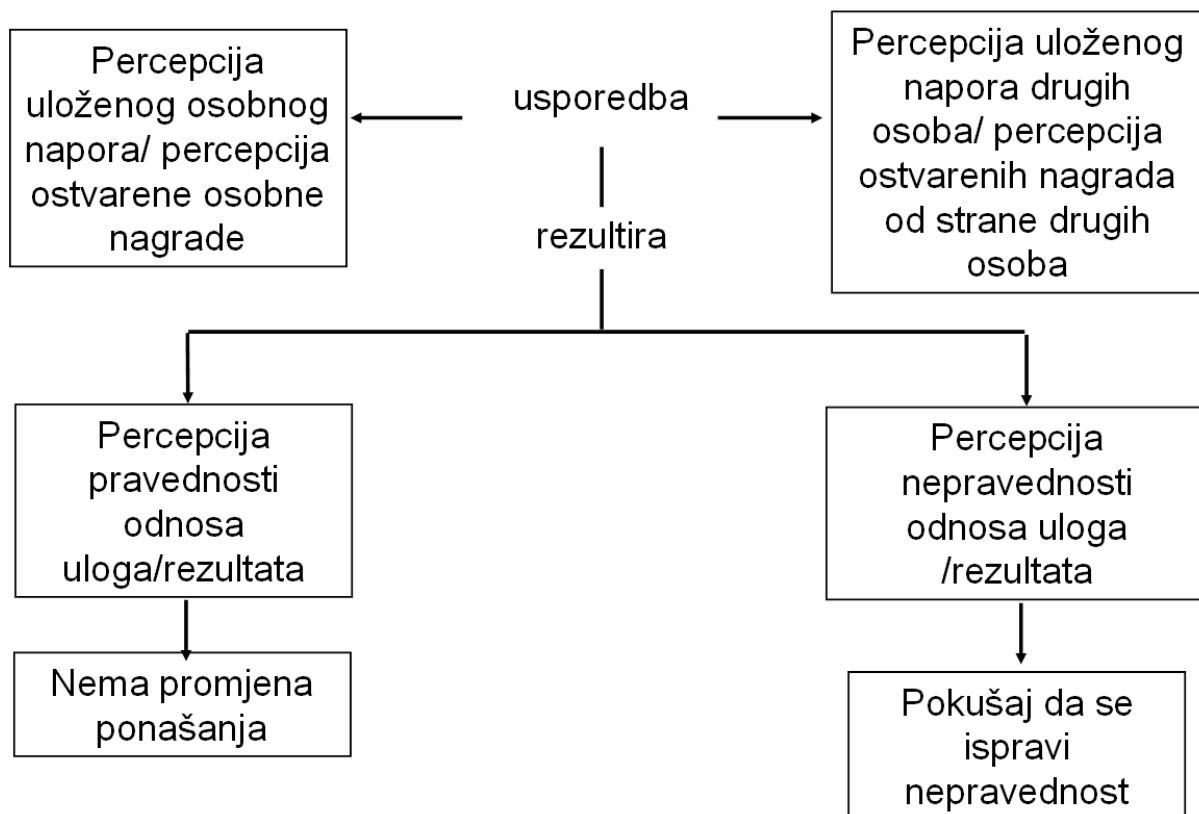 Percepcija
uloženog osobnog
napora/ percepcija
ostvarene osobne
nagrade
usporedba
rezultira
Percepcija uloženog
napora drugih
osoba/ percepcija
ostvarenih nagrada
od strane drugih
osoba
Percepcija
pravednosti
odnosa
uloga/rezultata
Percepcija
nepravednosti
odnosa uloga
/rezultata
Nema promjena
ponašanja
Pokušaj da se
ispravi
nepravednost